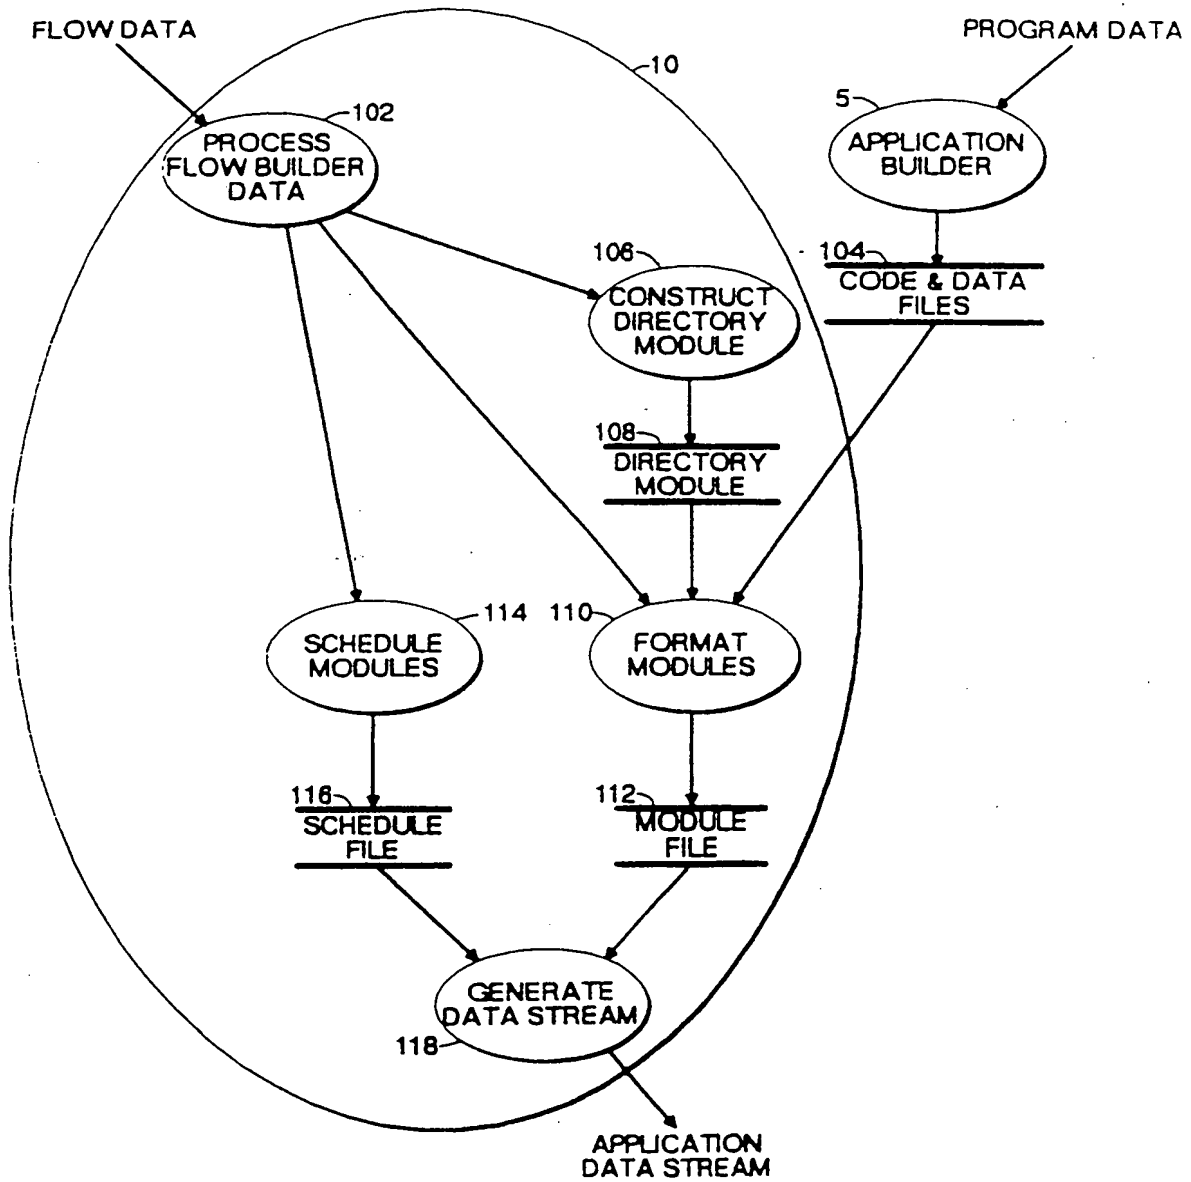 FLOW DATA
PROGRAM DATA
10
102
PROCESS
FLOW BUILDER
DATA
5
APPLICATION
BUILDER
106
CONSTRUCT
DIRECTORY
MODULE
104
CODE & DATA
FILES
108
DIRECTORY
MODULE
114
SCHEDULE
MODULES
110
FORMAT
MODULES
116
SCHEDULE
FILE
112
MODULE
FILE
GENERATE
DATA STREAM
118
APPLICATION
DATA STREAM